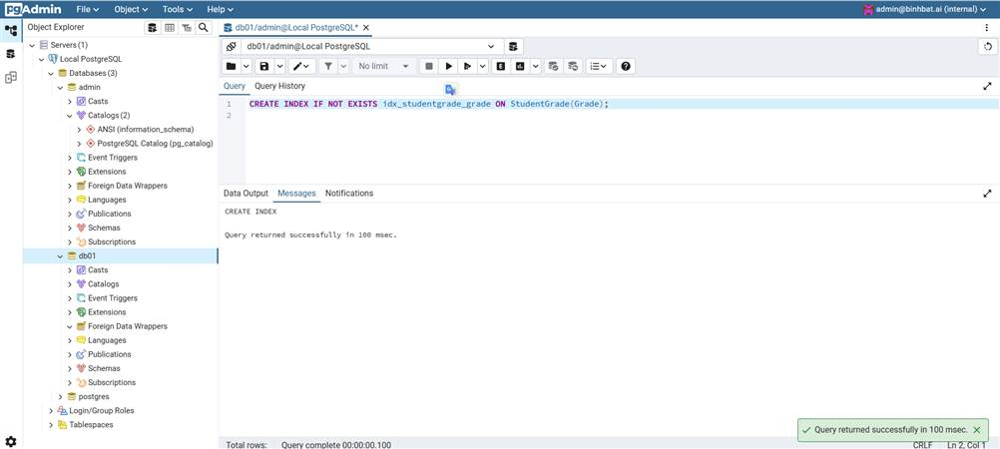 pgAdmin File Object Tools Help admin@binhbat.ai (internal)
Object Explorer
db01/admin@Local PostgreSQL*
Servers (1)
Local PostgreSQL
Databases (3)
admin
Casts
Catalogs (2)
ANSI (information_schema)
PostgreSQL Catalog (pg_catalog)
Event Triggers
Extensions
Foreign Data Wrappers
Languages
Publications
Schemas
Subscriptions
db01
Casts
Catalogs
Event Triggers
Extensions
Foreign Data Wrappers
Languages
Publications
Schemas
Subscriptions
postgres
Login/Group Roles
Tablespaces
db01/admin@Local PostgreSQL
No limit
E
Query Query History
1 CREATE INDEX IF NOT EXISTS idx_studentgrade_grade ON StudentGrade(Grade);
2
Data Output Messages Notifications
CREATE INDEX
Query returned successfully in 100 msec.
Query returned successfully in 100 msec.
Total rows: Query complete 00:00:00.100 CRLF Ln 2, Col 1